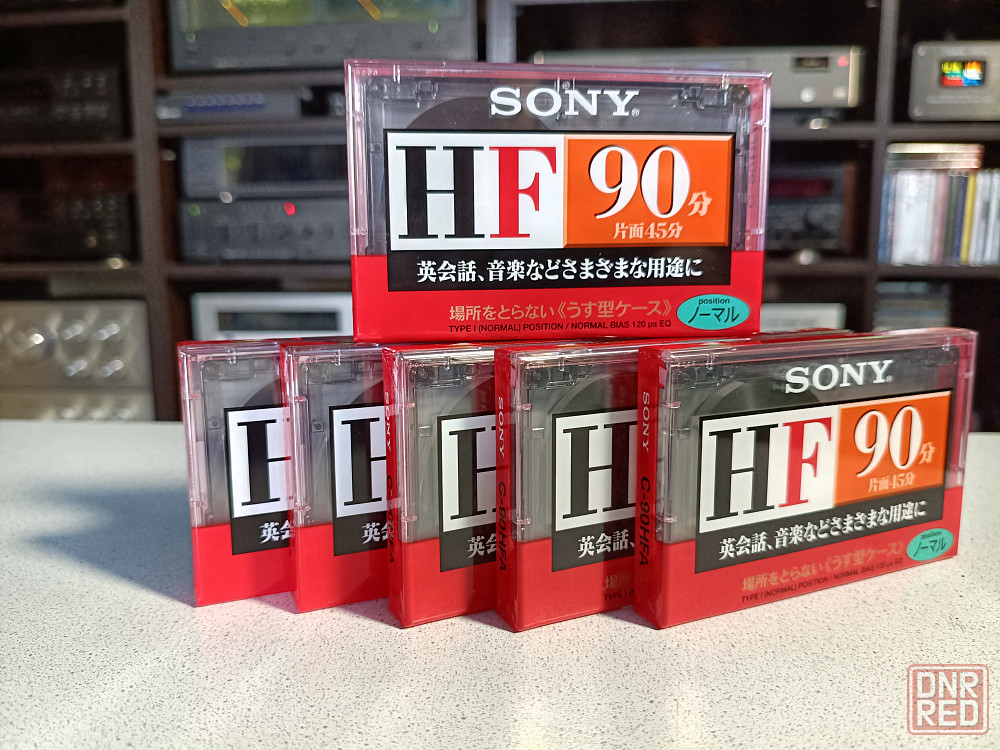 SONY
HF 90分
片面45分
英会話、音楽などさまざまな用途に
場所をとらない《うす型ケース》
position
ノーマル
TYPE I (NORMAL) POSITION / NORMAL BIAS 120 µs EQ
H
英会
H
英会
SONY C-90HFA
H
英会話
SONY C-90HFA
H
英会話、
場所
SONY C-90HFA
SONY
HF 90分
片面45分
英会話、音楽などさまざまな用途に
場所をとらない《うす型ケース》
position
ノーマル
TYPE I (NORMAL) POSITION / NORMAL BIAS 120 µs EQ
DNR
RED